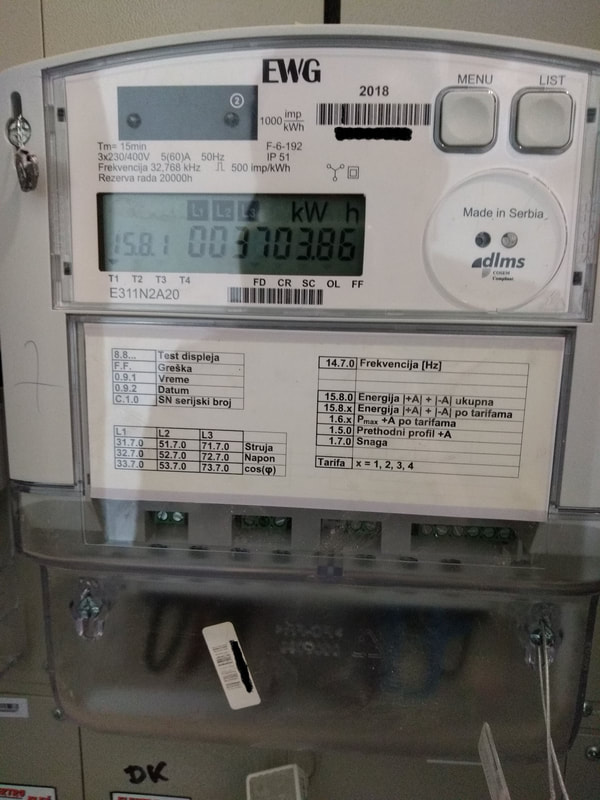 EWG
MENU
LIST
2018
2
1000 imp/kWh
Tm= 15min
F-6-192
3x230/400V 5(60)A 50Hz
IP 51
Frekvencija 32,768 kHz 500 imp/kWh
Rezerva rada 20000h
L1 L2 L3 kW h
15.8.1 003703.86
Made in Serbia
dlms
COSEM
Compliant
T1 T2 T3 T4
FD CR SC OL FF
E311N2A20
8.8... Test displeja
F.F. Greška
0.9.1 Vreme
0.9.2 Datum
C.1.0 SN serijski broj
14.7.0 Frekvencija [Hz]
15.8.0 Energija |+A| + |-A| ukupna
15.8.x Energija |+A| + |-A| po tarifama
1.6.x Pmax +A po tarifama
1.5.0 Prethodni profil +A
1.7.0 Snaga
Tarifa x = 1, 2, 3, 4
L1 L2 L3
31.7.0 51.7.0 71.7.0 Struja
32.7.0 52.7.0 72.7.0 Napon
33.7.0 53.7.0 73.7.0 cos(φ)
DK